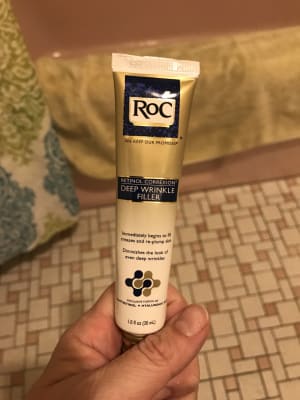 RoC
WE KEEP OUR PROMISES
RETINOL CORREXION
DEEP WRINKLE
FILLER
Immediately begins to fill
creases and re-plump skin
Diminishes the look of
even deep wrinkles
+ HYALURONIC
1.0 fl oz (30 mL)